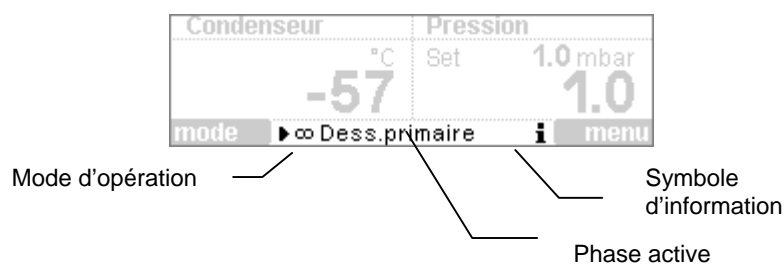 Condenseur Pression
°C Set 1.0 mbar
-57 1.0
mode ∞ Dess.primaire i menu
Mode d'opération
Symbole
d'information
Phase active